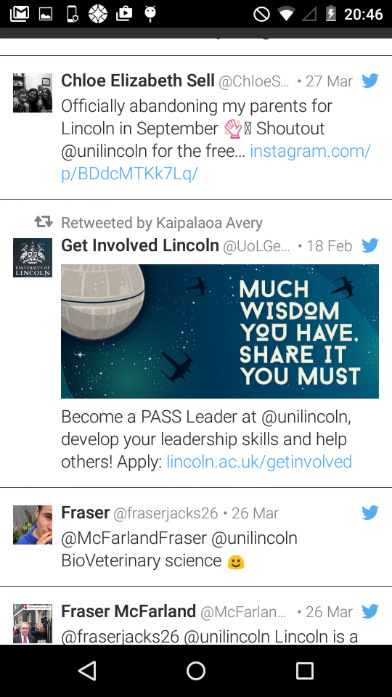 20:46
Chloe Elizabeth Sell @ChloeS... • 27 Mar
Officially abandoning my parents for
Lincoln in September 👋 Shoutout
@unilincoln for the free... instagram.com/
p/BDdcMTKk7Lq/
Retweeted by Kaipalaoa Avery
Get Involved Lincoln @UoLGe... • 18 Feb
UNIVERSITY OF
LINCOLN
MUCH
WISDOM
YOU HAVE.
SHARE IT
YOU MUST
Become a PASS Leader at @unilincoln,
develop your leadership skills and help
others! Apply: lincoln.ac.uk/getinvolved
Fraser @fraserjacks26 • 26 Mar
@McFarlandFraser @unilincoln
BioVeterinary science 🙂
Fraser McFarland @McFarlan... • 26 Mar
@fraserjacks26 @unilincoln Lincoln is a